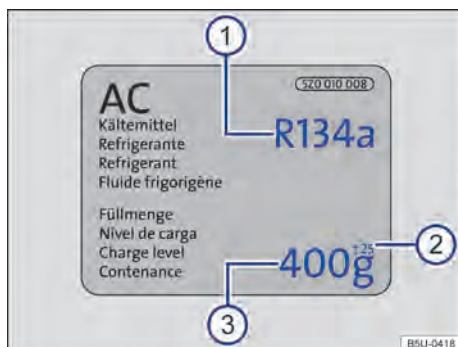 1
5Z0 010 008
AC
R134a
Kältemittel
Refrigerante
Refrigerant
Fluide frigorigène
Füllmenge
Nivel de carga
Charge level
Contenance
400g ±25
2
3
B5U-0418